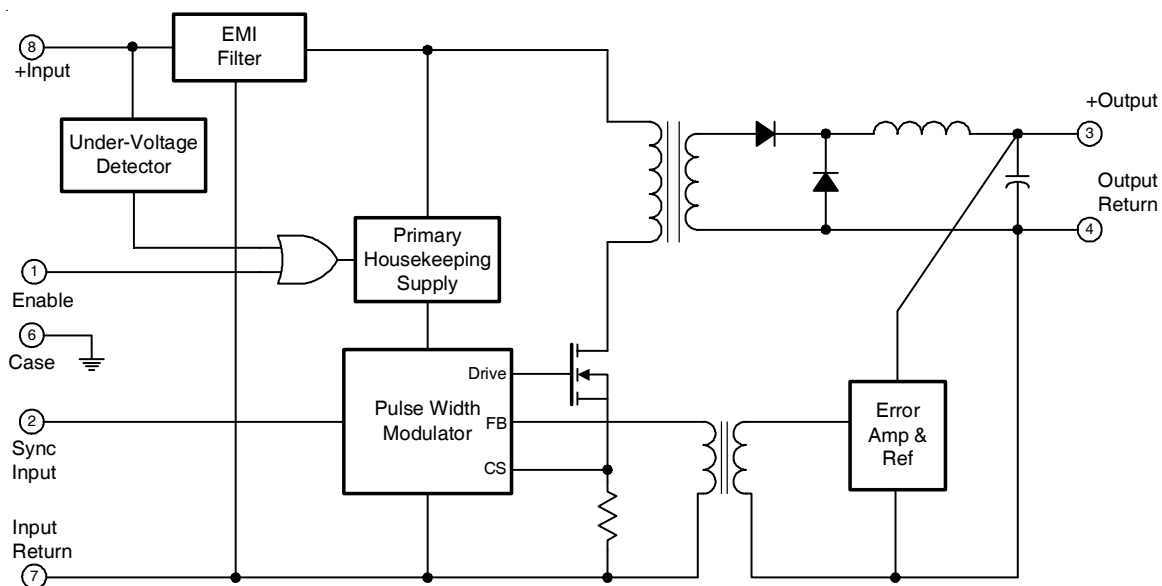 8
+Input
EMI
Filter
Under-Voltage
Detector
+Output
3
Output
Return
4
1
Enable
Primary
Housekeeping
Supply
6
Case
2
Sync
Input
Pulse Width
Modulator
Drive
FB
CS
Error
Amp &
Ref
Input
Return
7